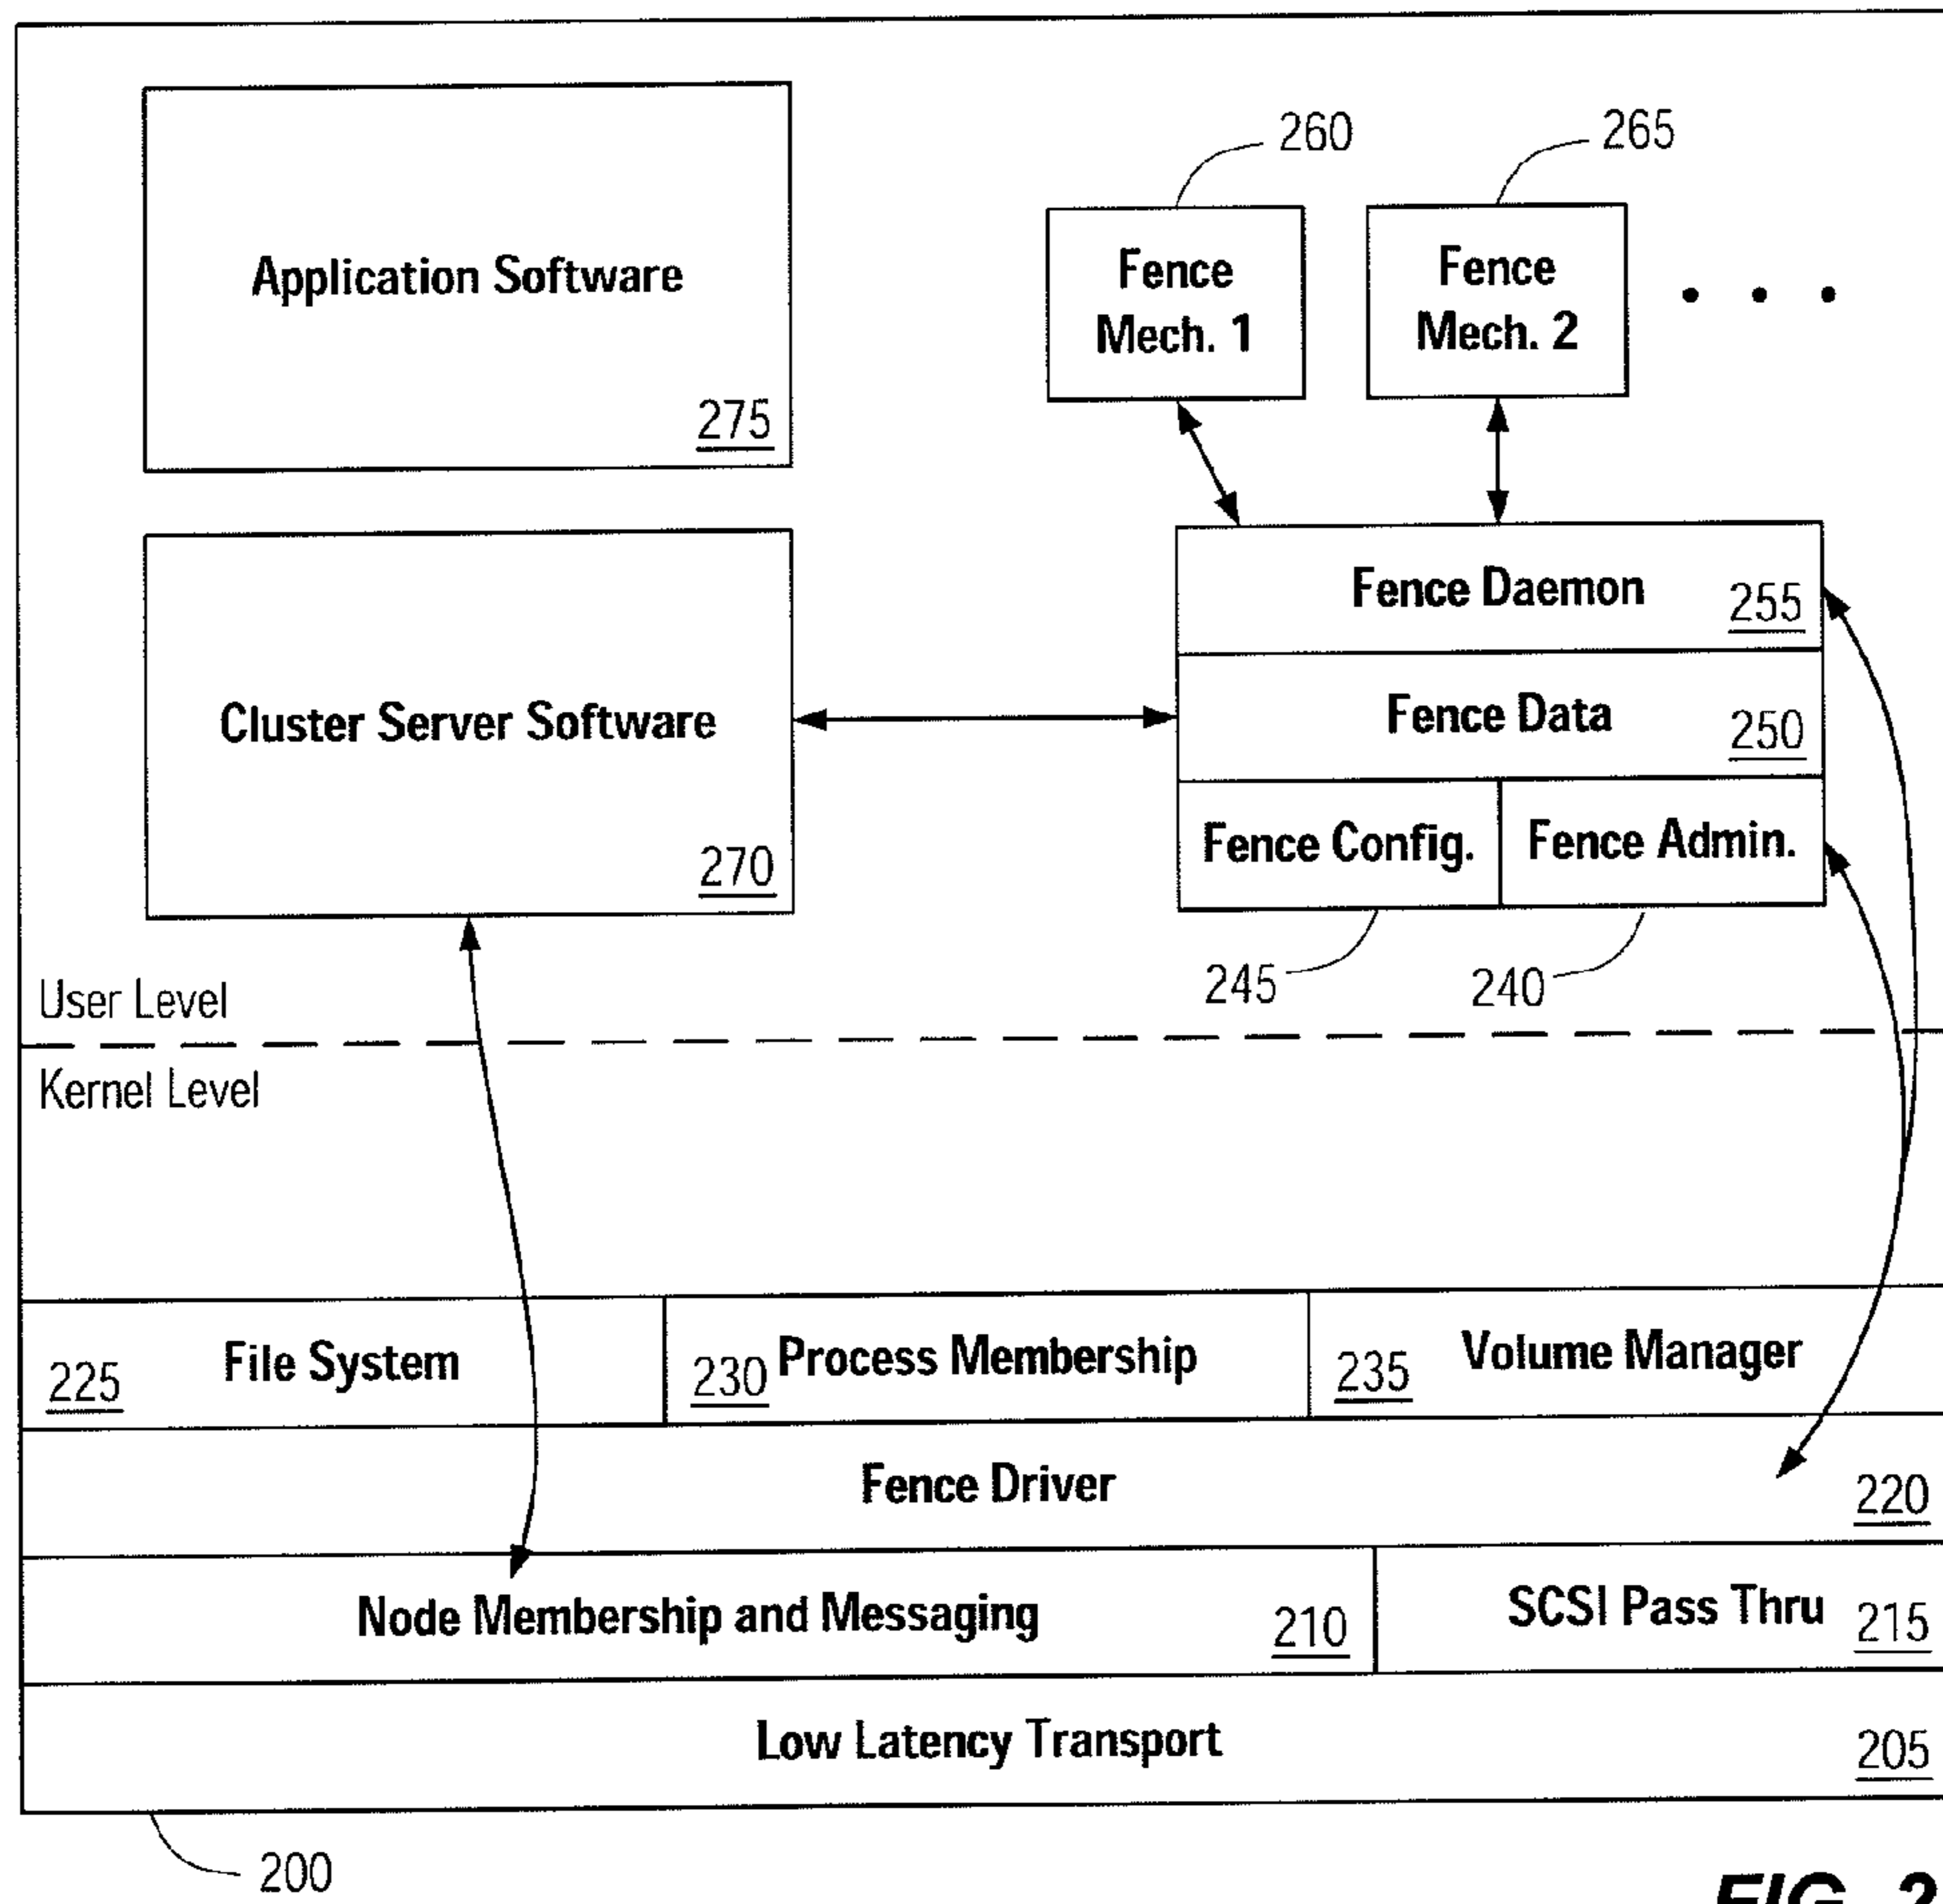 260
265
Application Software
275
Fence
Mech. 1
Fence
Mech. 2
• • •
Fence Daemon
255
Cluster Server Software
270
Fence Data
250
Fence Config.
Fence Admin.
245
240
User Level
Kernel Level
225
File System
230
Process Membership
235
Volume Manager
Fence Driver
220
Node Membership and Messaging
210
SCSI Pass Thru
215
Low Latency Transport
205
200
FIG. 2